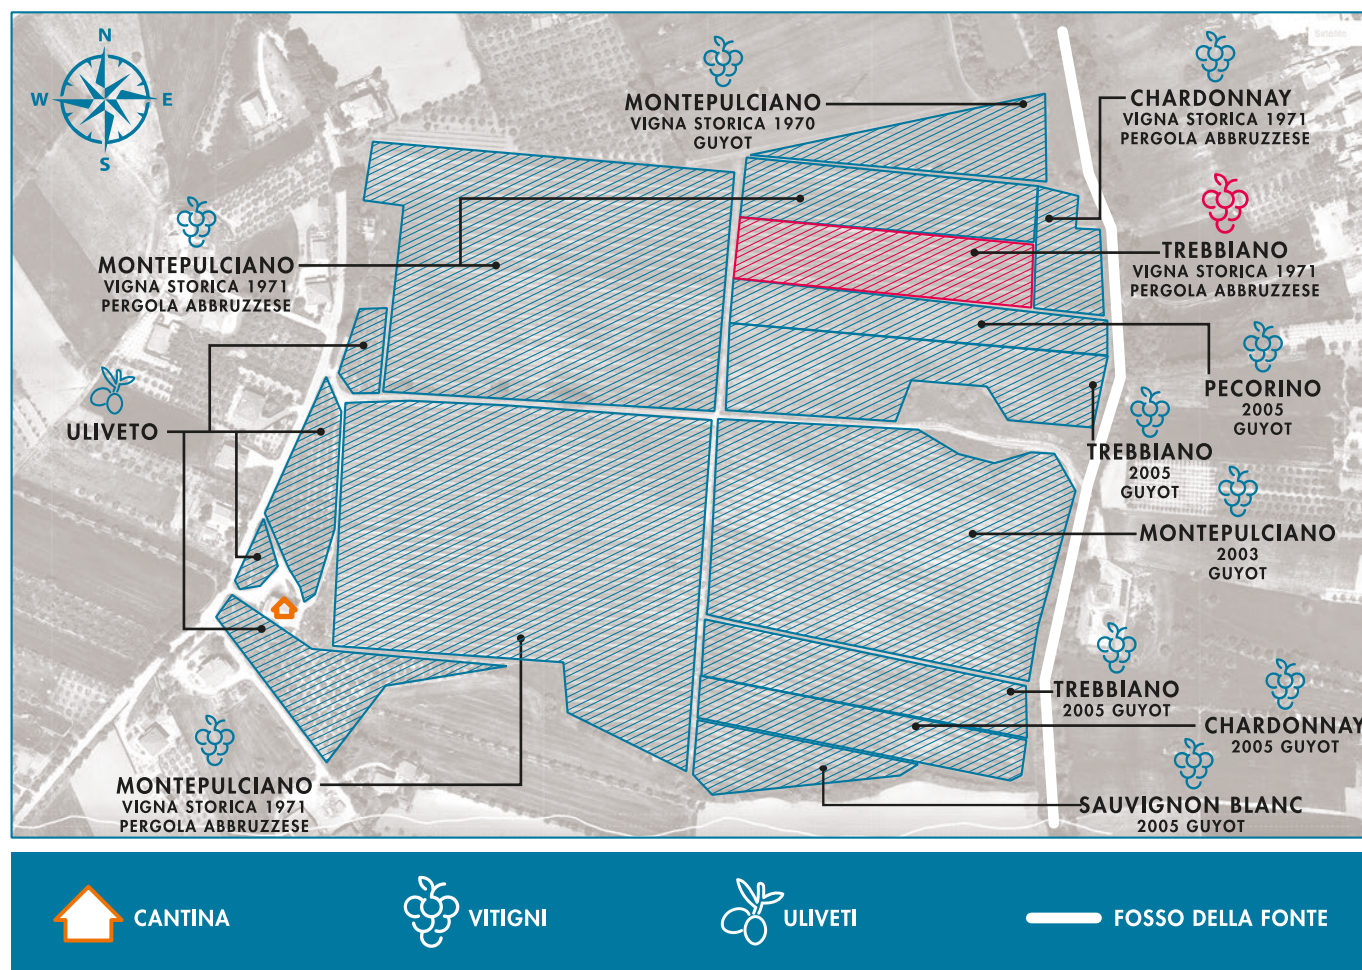 N
W
E
S
Satellite
MONTEPULCIANO
VIGNA STORICA 1970
GUYOT
CHARDONNAY
VIGNA STORICA 1971
PERGOLA ABBRUZZESE
MONTEPULCIANO
VIGNA STORICA 1971
PERGOLA ABBRUZZESE
TREBBIANO
VIGNA STORICA 1971
PERGOLA ABBRUZZESE
PECORINO
2005
GUYOT
ULIVETO
TREBBIANO
2005
GUYOT
MONTEPULCIANO
2003
GUYOT
TREBBIANO
2005 GUYOT
CHARDONNAY
2005 GUYOT
MONTEPULCIANO
VIGNA STORICA 1971
PERGOLA ABBRUZZESE
SAUVIGNON BLANC
2005 GUYOT
CANTINA
VITIGNI
ULIVETI
FOSSO DELLA FONTE